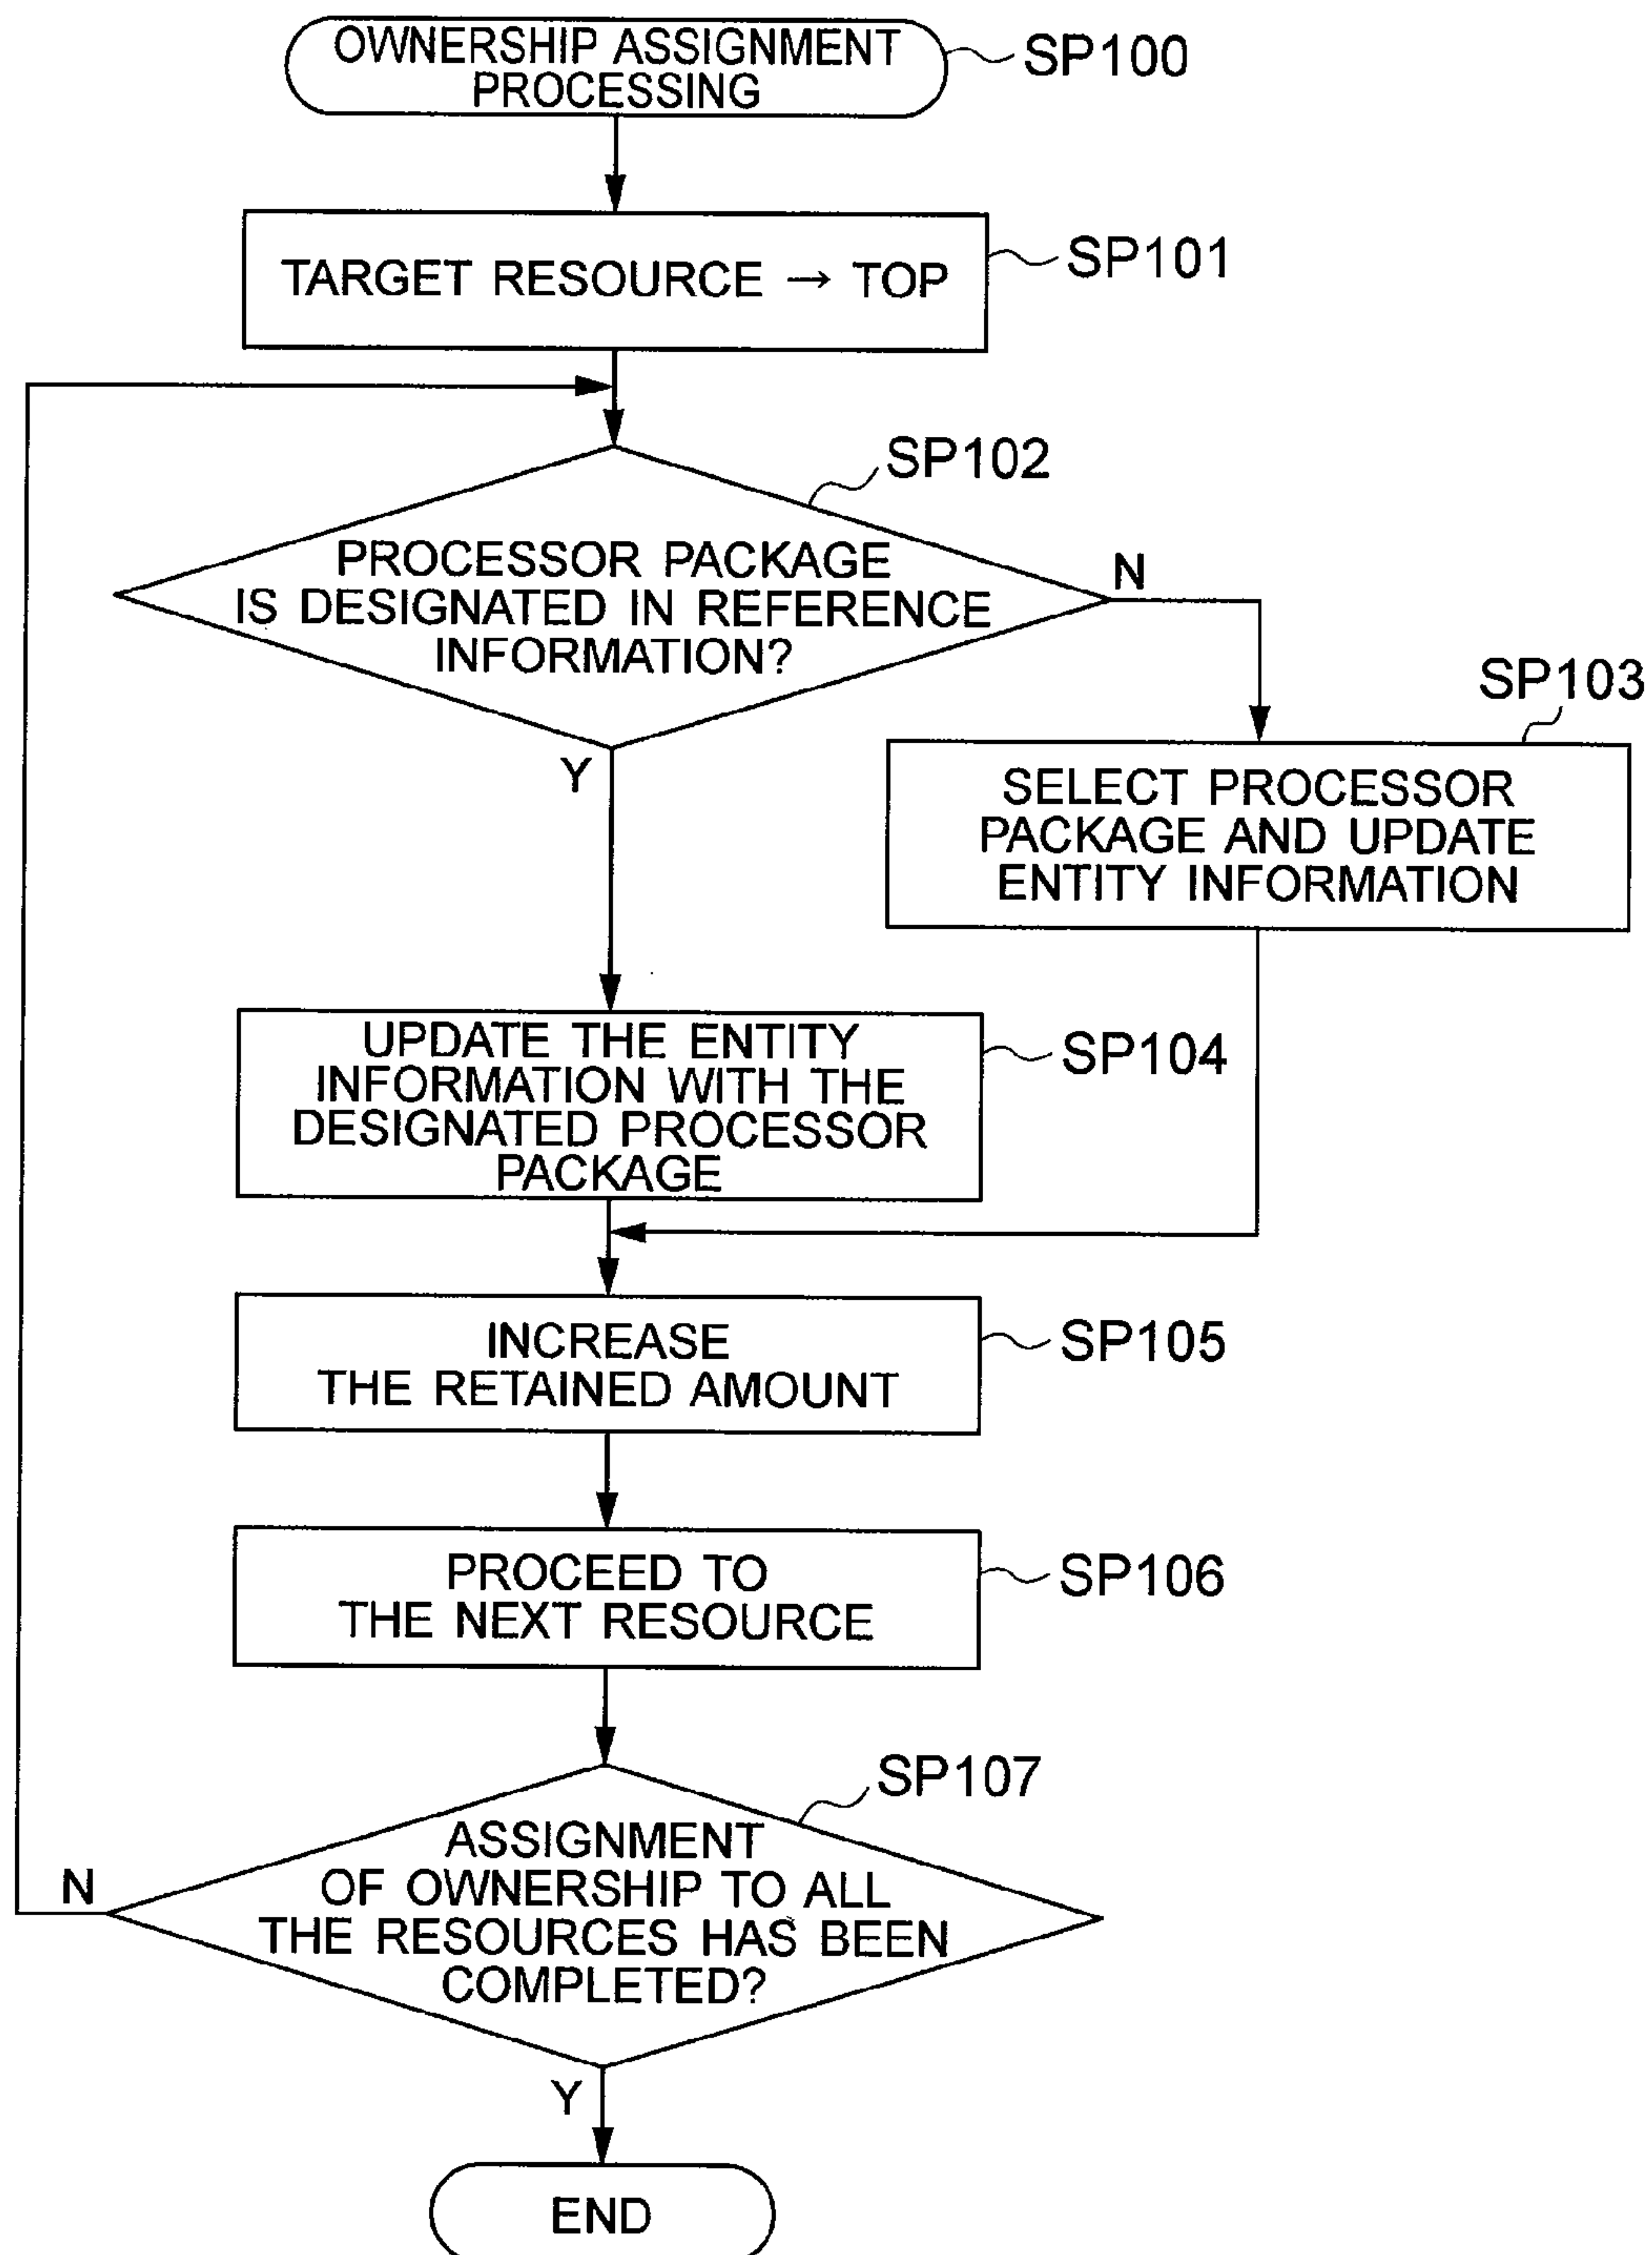 OWNERSHIP ASSIGNMENT
PROCESSING
SP100
TARGET RESOURCE → TOP
SP101
SP102
PROCESSOR PACKAGE
IS DESIGNATED IN REFERENCE
INFORMATION?
N
Y
SP103
SELECT PROCESSOR
PACKAGE AND UPDATE
ENTITY INFORMATION
UPDATE THE ENTITY
INFORMATION WITH THE
DESIGNATED PROCESSOR
PACKAGE
SP104
INCREASE
THE RETAINED AMOUNT
SP105
PROCEED TO
THE NEXT RESOURCE
SP106
SP107
ASSIGNMENT
OF OWNERSHIP TO ALL
THE RESOURCES HAS BEEN
COMPLETED?
N
Y
END